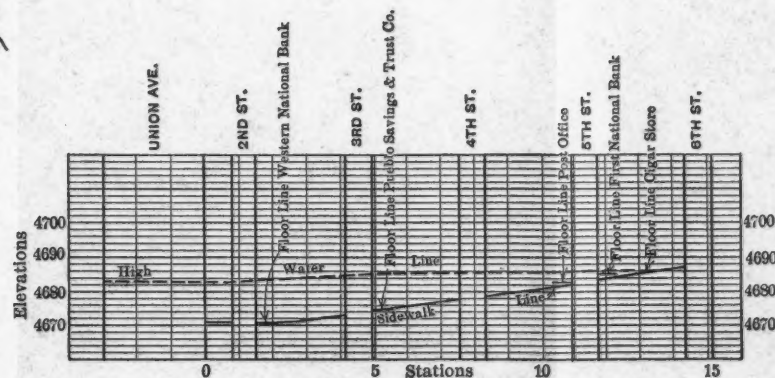 UNION AVE.
2ND ST.
Floor Line Western National Bank
3RD ST.
Floor Line Pueblo Savings & Trust Co.
4TH ST.
Floor Line Post Office
5TH ST.
Floor Line First National Bank
Floor Line Cigar Store
6TH ST.
Elevations
4700
4690
4680
4670
4700
4690
4680
4670
High Water Line
Sidewalk Line
0 5 10 15
Stations